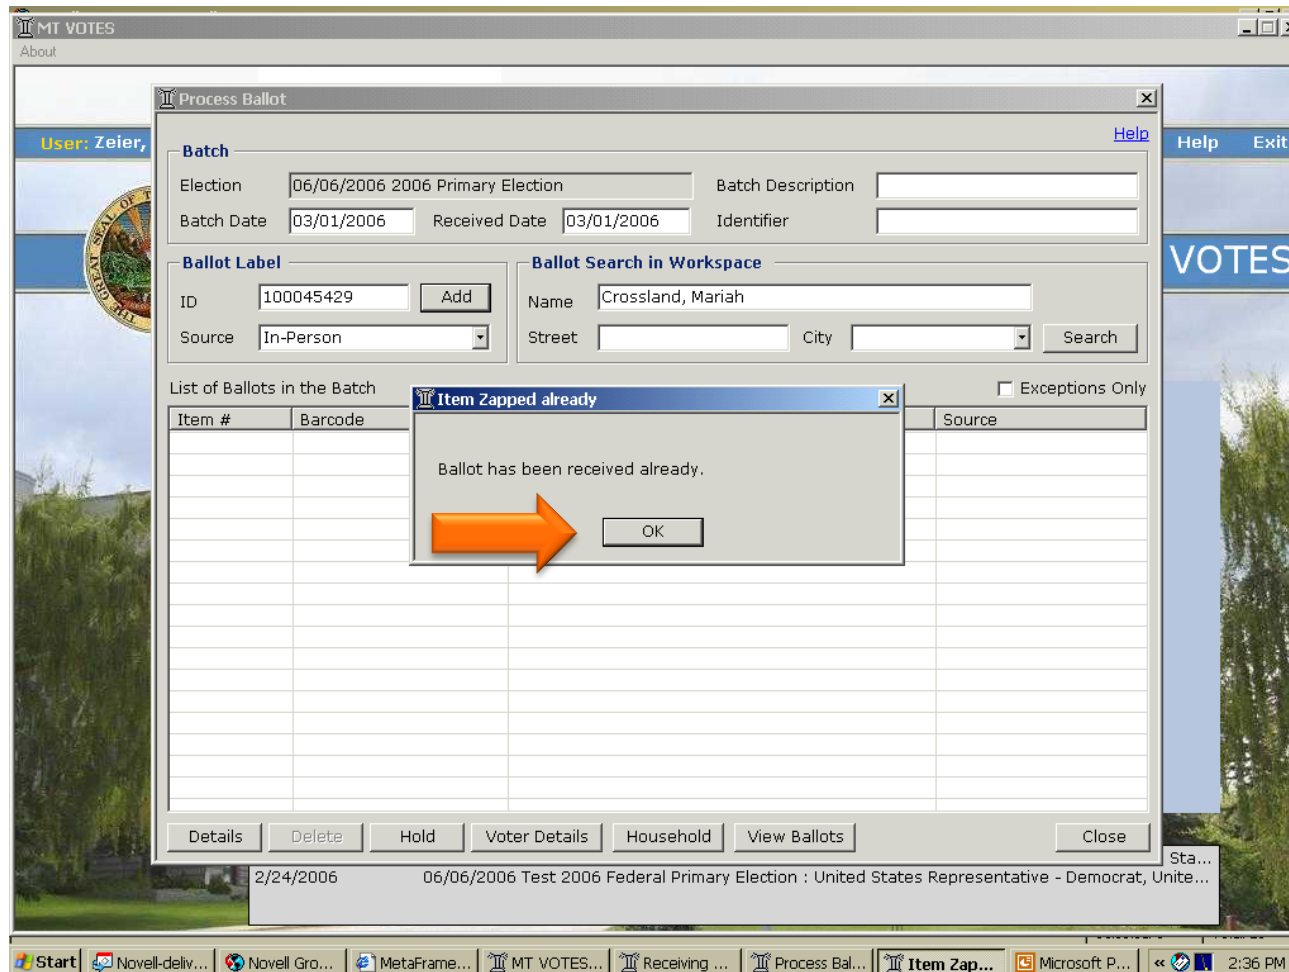 MT VOTES
About
Process Ballot
Help
User: Zeier,
Help Exit
Batch
Election 06/06/2006 2006 Primary Election Batch Description
Batch Date 03/01/2006 Received Date 03/01/2006 Identifier
VOTES
Ballot Label
Ballot Search in Workspace
ID 100045429 Add
Name Crossland, Mariah
Source In-Person
Street City Search
List of Ballots in the Batch
Exceptions Only
Item Zapped already
Item # Barcode Source
Ballot has been received already.
OK
Details Delete Hold Voter Details Household View Ballots Close
Sta...
2/24/2006 06/06/2006 Test 2006 Federal Primary Election : United States Representative - Democrat, Unite...
Start Novell-deliv... Novell Gro... MetaFrame... MT VOTES... Receiving ... Process Bal... Item Zap... Microsoft P... « 2:36 PM